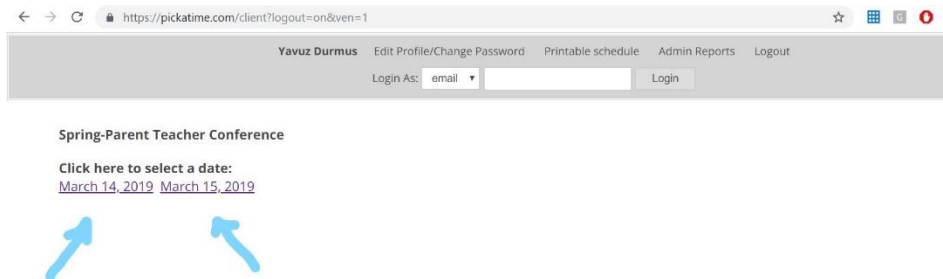 https://pickatime.com/client?logout=on&ven=1
Yavuz Durmus Edit Profile/Change Password Printable schedule Admin Reports Logout
Login As: email Login
Spring-Parent Teacher Conference
Click here to select a date:
March 14, 2019 March 15, 2019